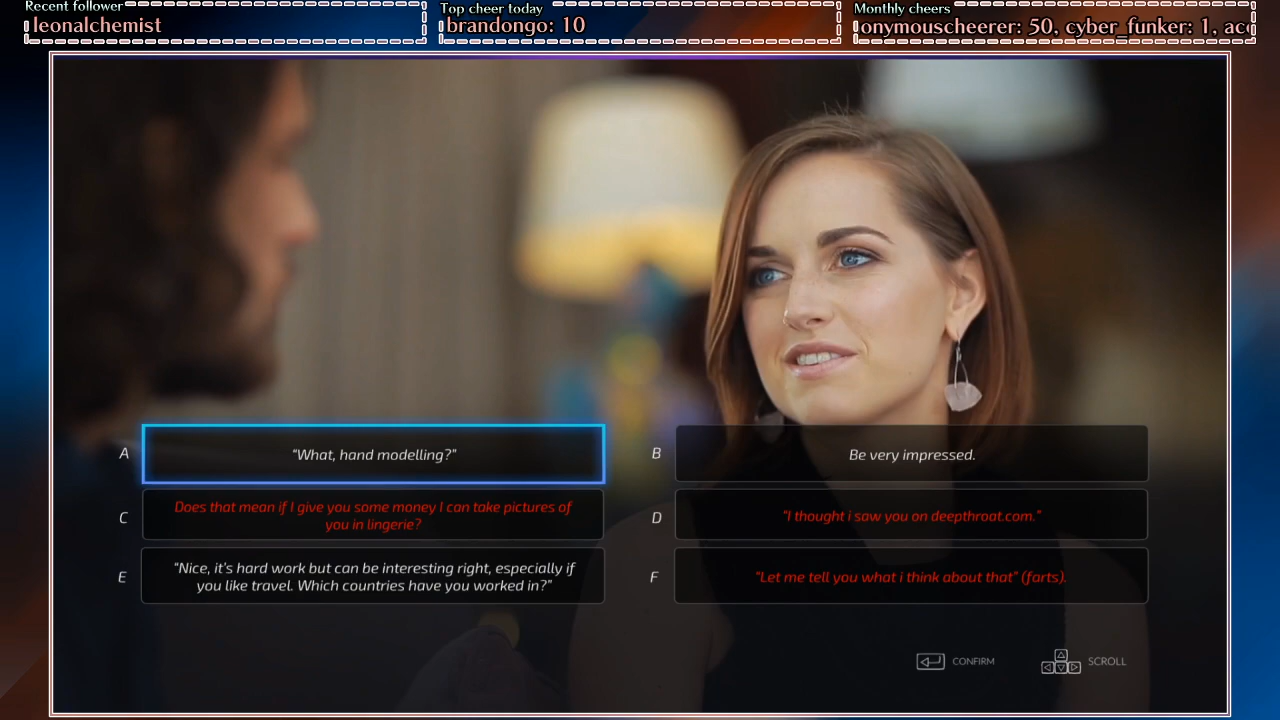 Recent follower
leonalchemist
Top cheer today
brandongo: 10
Monthly cheers
onymouscheerer: 50, cyber_funker: 1, acc
A
"What, hand modelling?"
B
Be very impressed.
C
Does that mean if I give you some money I can take pictures of
you in lingerie?
D
"I thought i saw you on deepthroat.com."
E
"Nice, it's hard work but can be interesting right, especially if
you like travel. Which countries have you worked in?"
F
"Let me tell you what i think about that" (farts).
CONFIRM
SCROLL